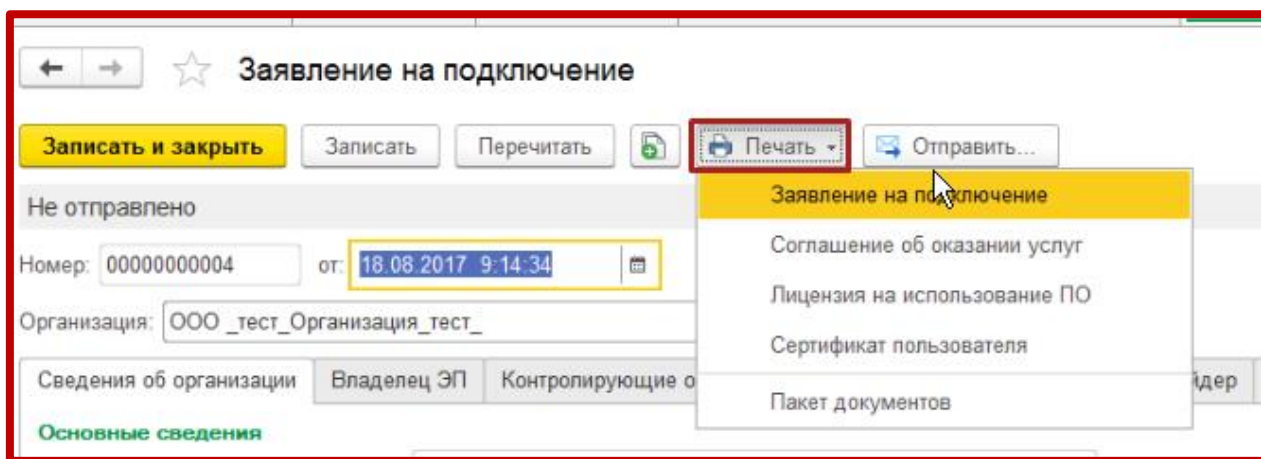 Заявление на подключение
Записать и закрыть Записать Перечитать Печать Отправить...
Заявление на подключение
Не отправлено
Соглашение об оказании услуг
Номер: 00000000004 от: 18.08.2017 9:14:34
Лицензия на использование ПО
Организация: ООО _тест_Организация_тест_
Сертификат пользователя
Сведения об организации Владелец ЭП Контролирующие
Пакет документов
Основные сведения